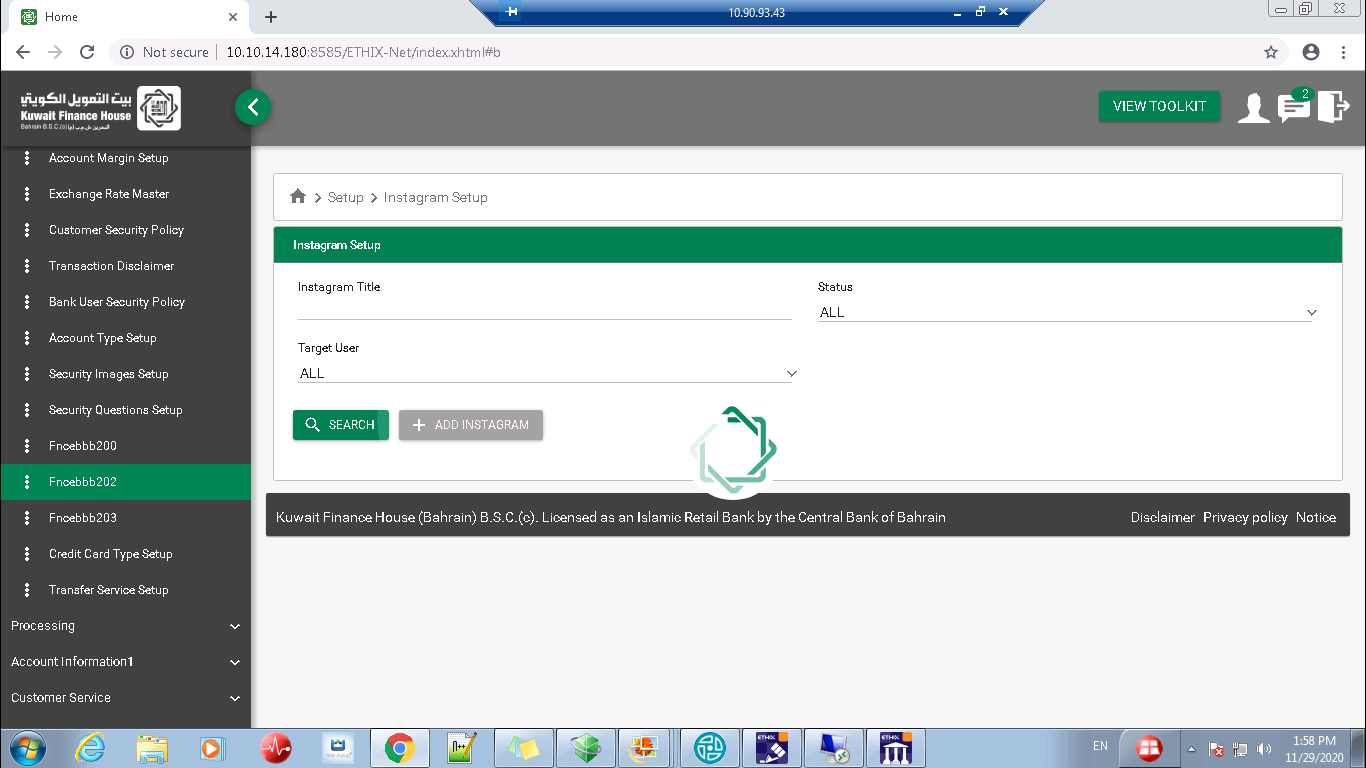 Home
10.90.93.43
Not secure
10.10.14.180:8585/ETHIX-Net/index.xhtml#b
بيت التمويل الكويتي
Kuwait Finance House
Bahrain B.S.C.(c)
VIEW TOOLKIT
2
Account Margin Setup
Exchange Rate Master
Customer Security Policy
Transaction Disclaimer
Bank User Security Policy
Account Type Setup
Security Images Setup
Security Questions Setup
Fncebbb200
Fncebbb202
Fncebbb203
Credit Card Type Setup
Transfer Service Setup
Processing
Account Information1
Customer Service
Setup
Instagram Setup
Instagram Setup
Instagram Title
Status
ALL
Target User
ALL
SEARCH
ADD INSTAGRAM
Kuwait Finance House (Bahrain) B.S.C.(c). Licensed as an Islamic Retail Bank by the Central Bank of Bahrain
Disclaimer Privacy policy Notice
ETHIX
ETHIX
EN
1:58 PM
11/29/2020